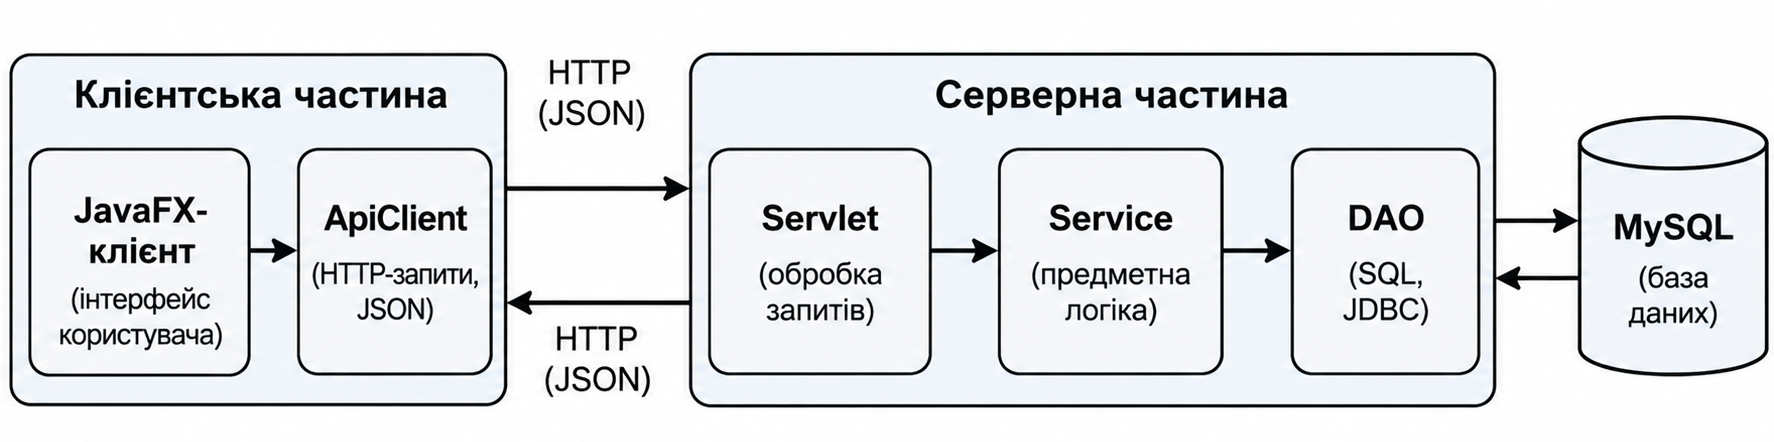 Клієнтська частина
JavaFX-
клієнт
(інтерфейс
користувача)
ApiClient
(HTTP-запити,
JSON)
HTTP
(JSON)
HTTP
(JSON)
Серверна частина
Servlet
(обробка
запитів)
Service
(предметна
логіка)
DAO
(SQL,
JDBC)
MySQL
(база
даних)